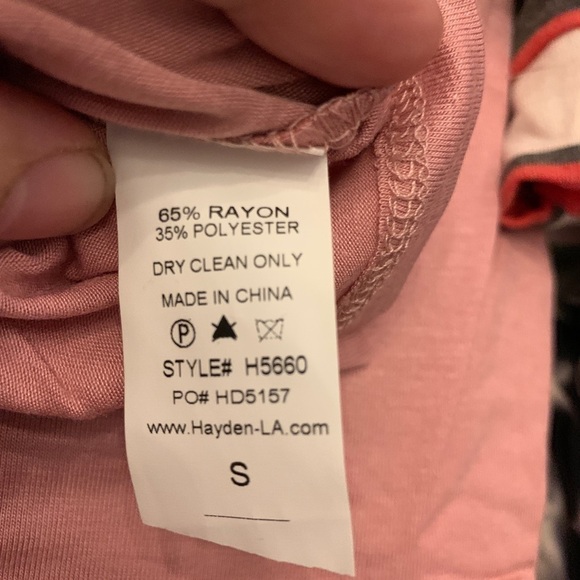 65% RAYON
35% POLYESTER
DRY CLEAN ONLY
MADE IN CHINA
P
STYLE# H5660
PO# HD5157
www.Hayden-LA.com
S